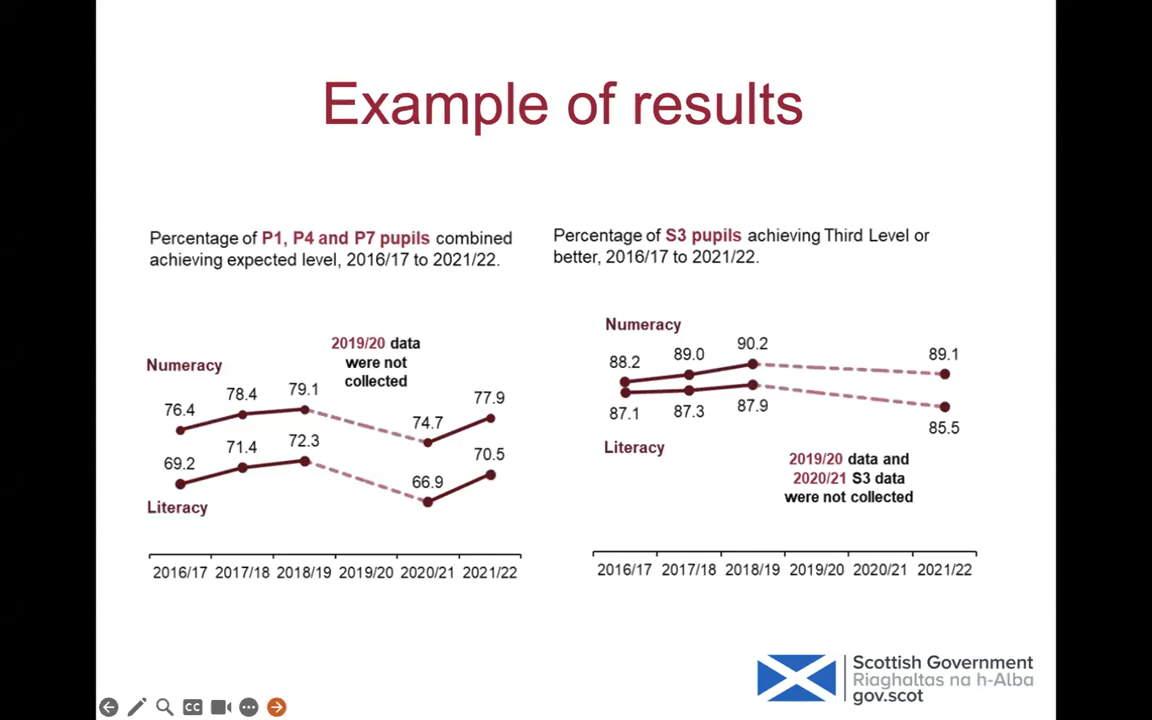 Example of results
Percentage of P1, P4 and P7 pupils combined
achieving expected level, 2016/17 to 2021/22.
2019/20 data
were not
collected
Numeracy
76.4
78.4
79.1
74.7
77.9
69.2
71.4
72.3
66.9
70.5
Literacy
2016/17 2017/18 2018/19 2019/20 2020/21 2021/22
Percentage of S3 pupils achieving Third Level or
better, 2016/17 to 2021/22.
Numeracy
88.2
89.0
90.2
89.1
87.1
87.3
87.9
85.5
Literacy
2019/20 data and
2020/21 S3 data
were not collected
2016/17 2017/18 2018/19 2019/20 2020/21 2021/22
Scottish Government
Riaghaltas na h-Alba
gov.scot
CC